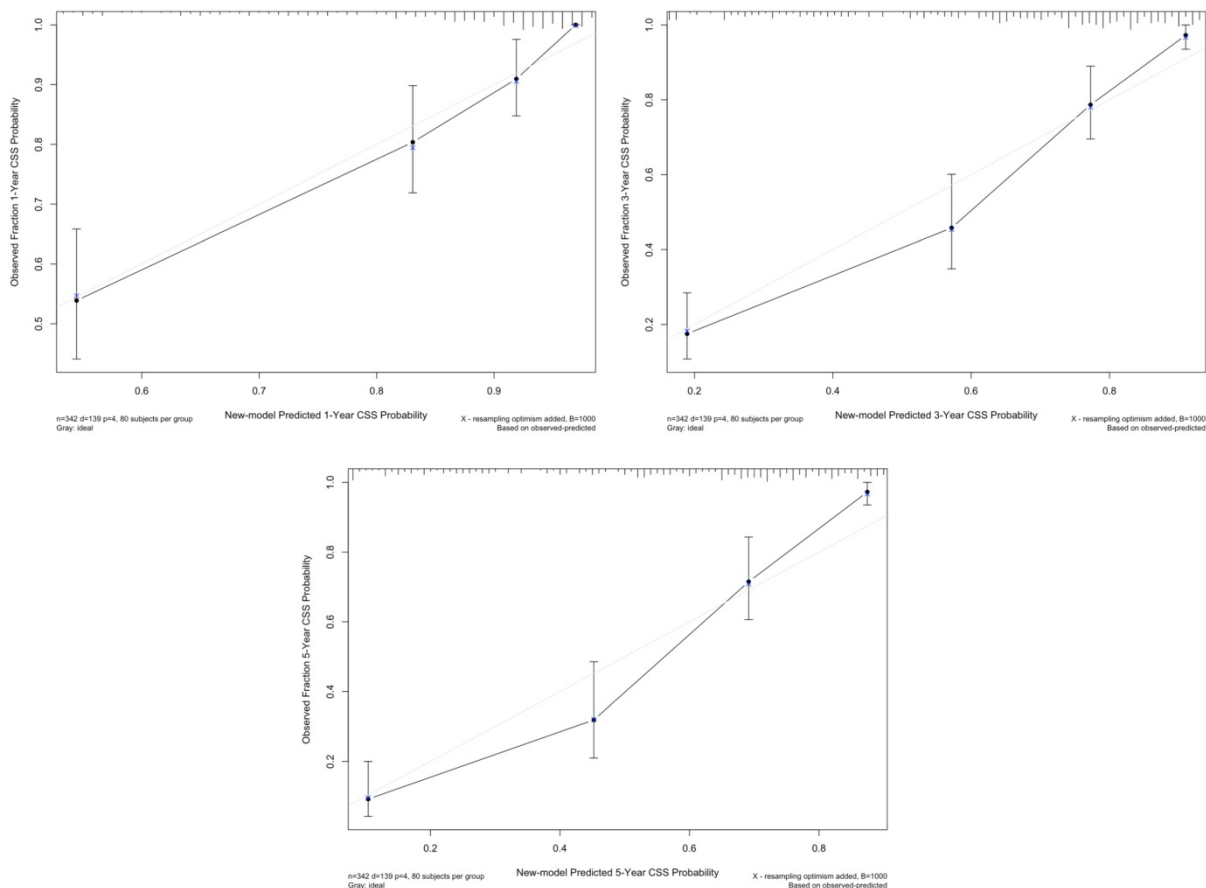 1.0
0.9
0.8
0.7
0.6
0.5
Observed Fraction 1-Year CSS Probability
0.6 0.7 0.8 0.9
New-model Predicted 1-Year CSS Probability
n=342 d=139 p=4, 80 subjects per group
Gray: ideal
X - resampling optimism added, B=1000
Based on observed-predicted
1.0
0.8
0.6
0.4
0.2
Observed Fraction 3-Year CSS Probability
0.2 0.4 0.6 0.8
New-model Predicted 3-Year CSS Probability
n=342 d=139 p=4, 80 subjects per group
Gray: ideal
X - resampling optimism added, B=1000
Based on observed-predicted
1.0
0.8
0.6
0.4
0.2
Observed Fraction 5-Year CSS Probability
0.2 0.4 0.6 0.8
New-model Predicted 5-Year CSS Probability
n=342 d=139 p=4, 80 subjects per group
Gray: ideal
X - resampling optimism added, B=1000
Based on observed-predicted